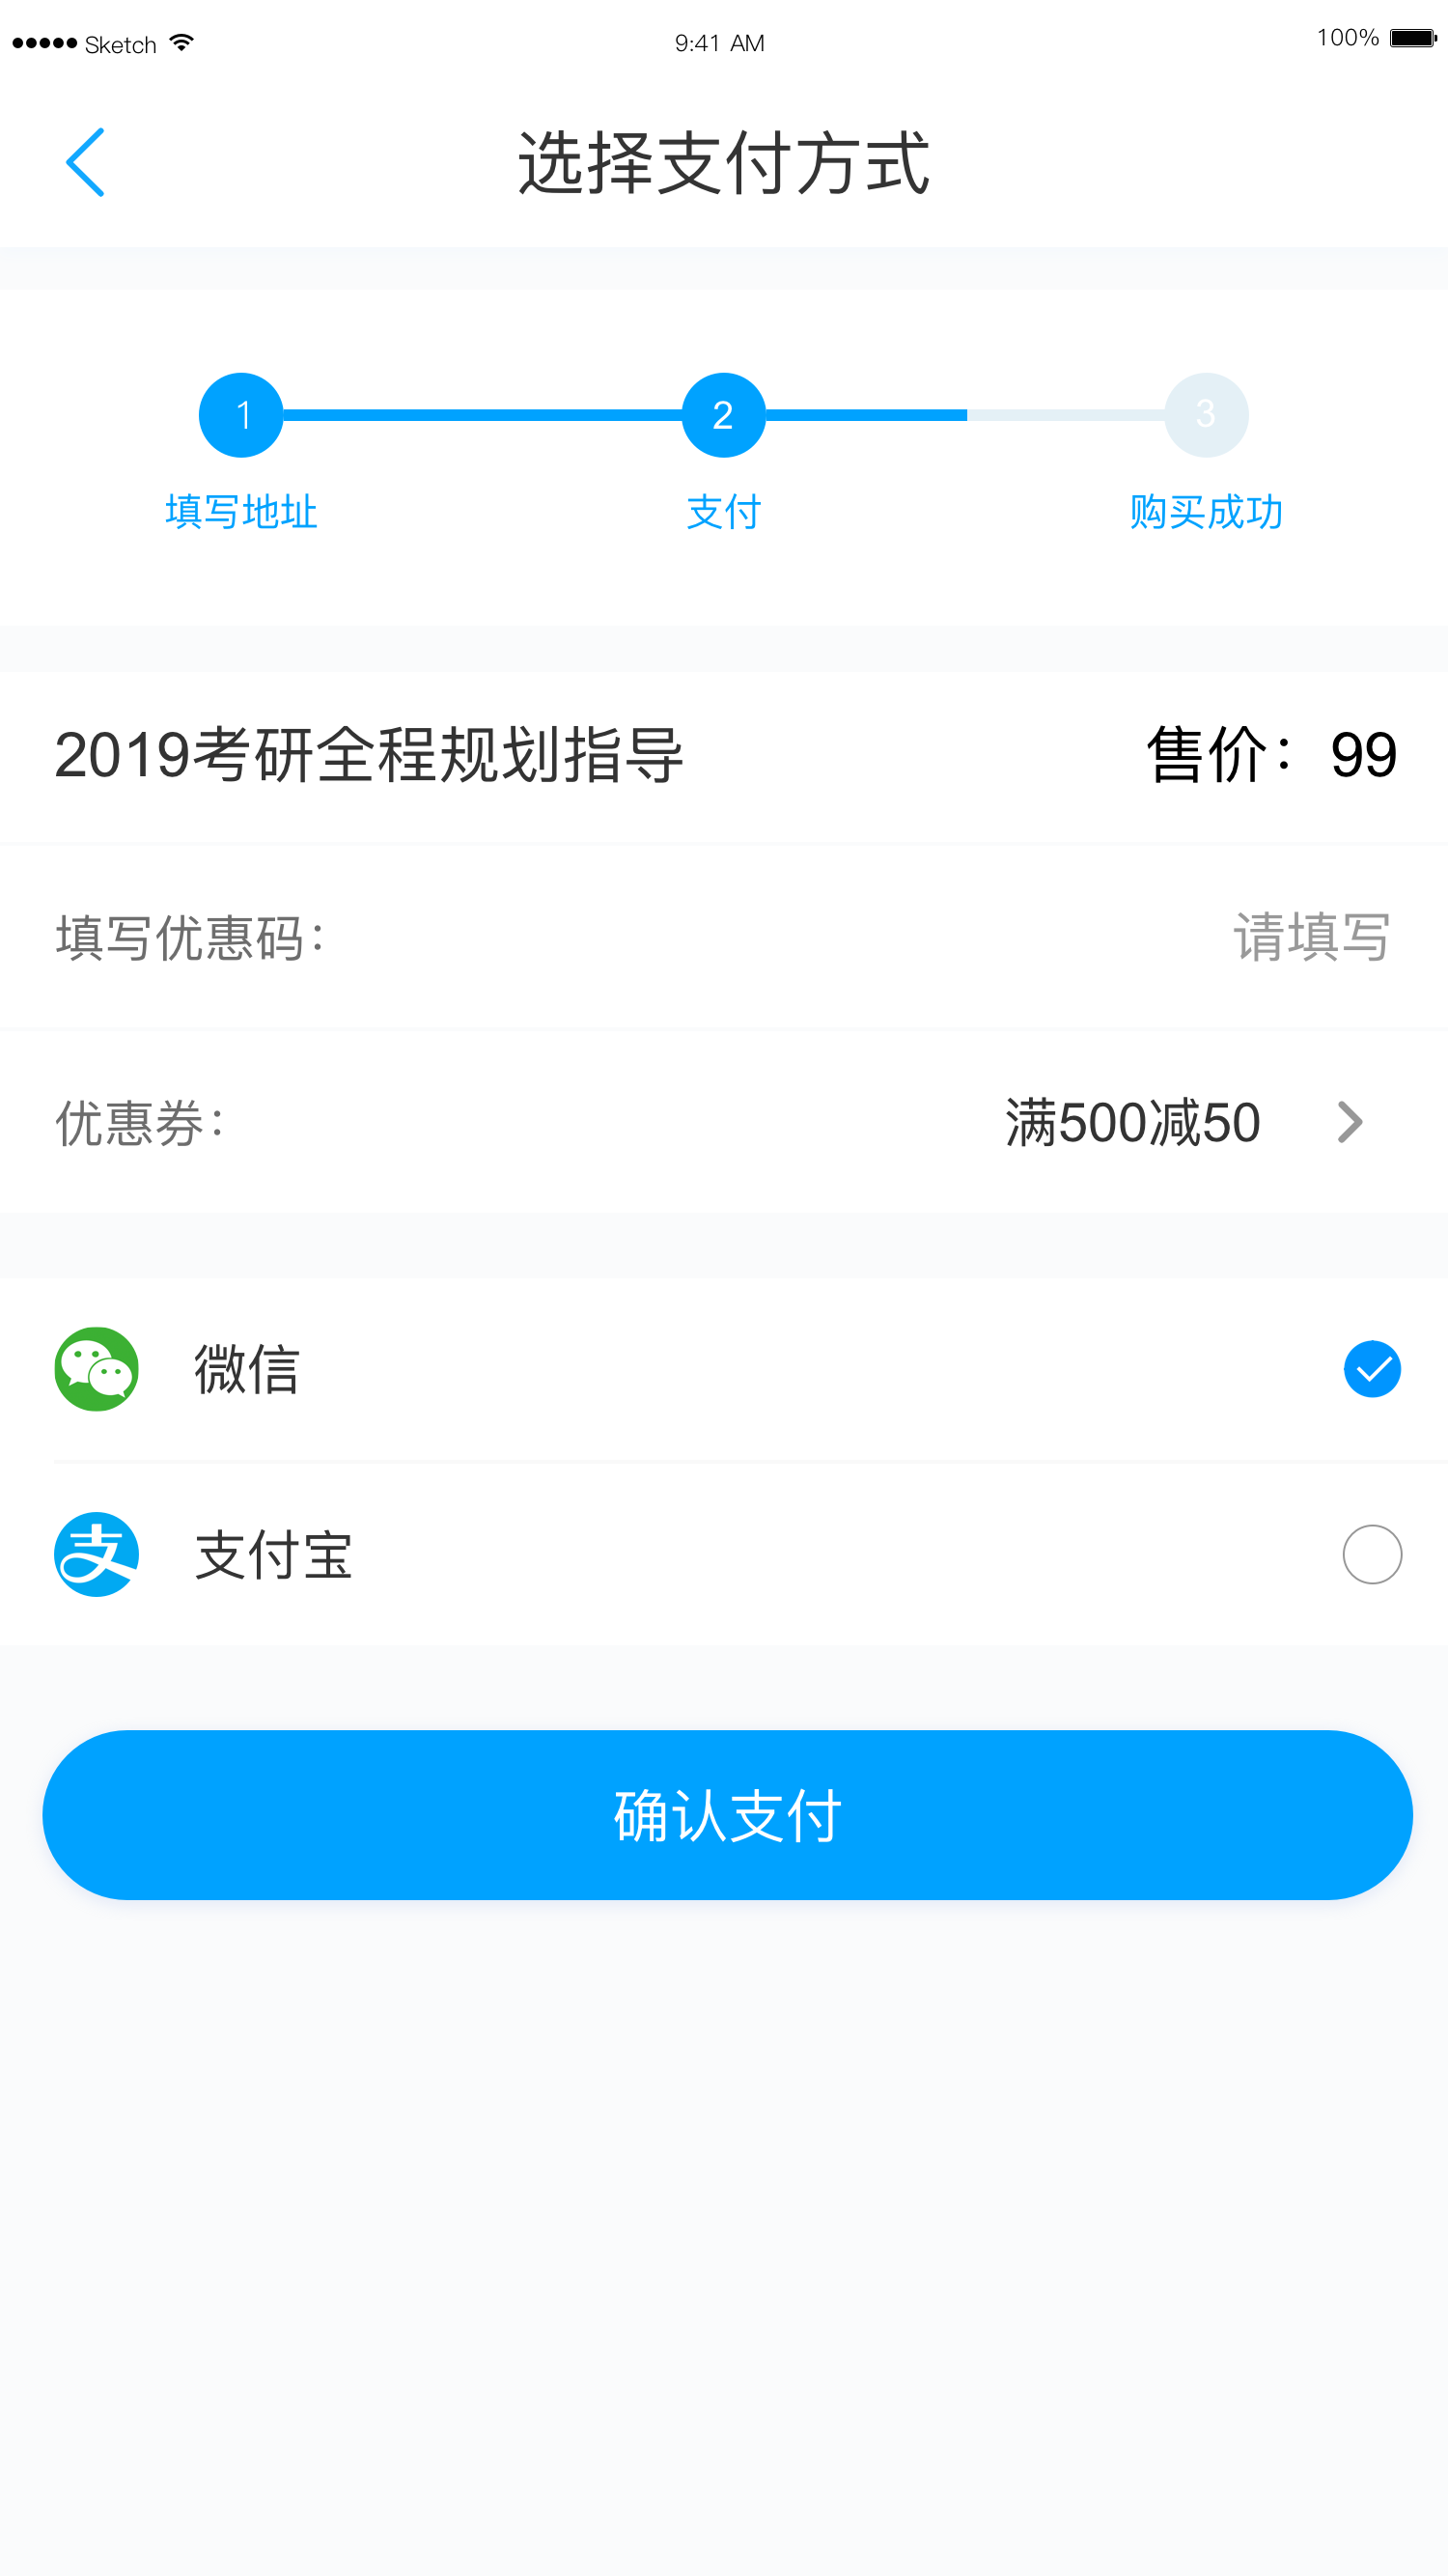 Sketch 9:41 AM 100%
选择支付方式
1 2 3
填写地址 支付 购买成功
2019考研全程规划指导 售价：99
填写优惠码： 请填写
优惠券： 满500减50
微信
支 支付宝
确认支付